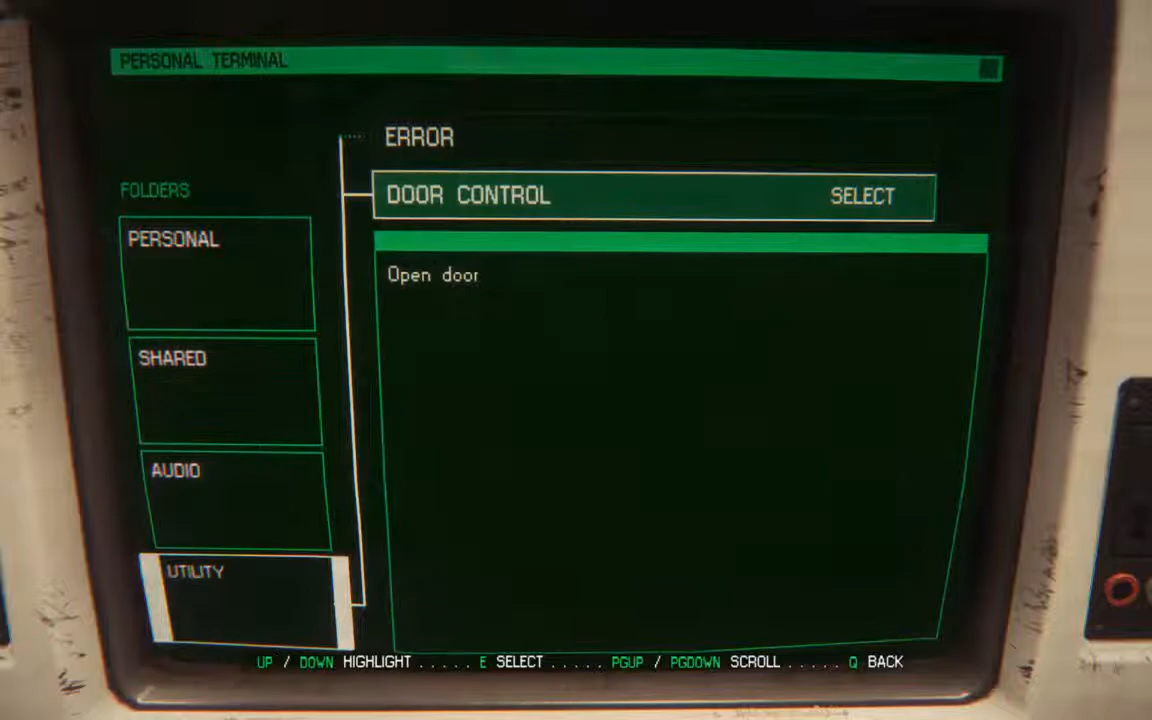 PERSONAL TERMINAL
ERROR
DOOR CONTROL SELECT
FOLDERS
PERSONAL
SHARED
AUDIO
UTILITY
Open door
UP / DOWN HIGHLIGHT ..... E SELECT ..... PGUP / PGDOWN SCROLL ..... Q BACK